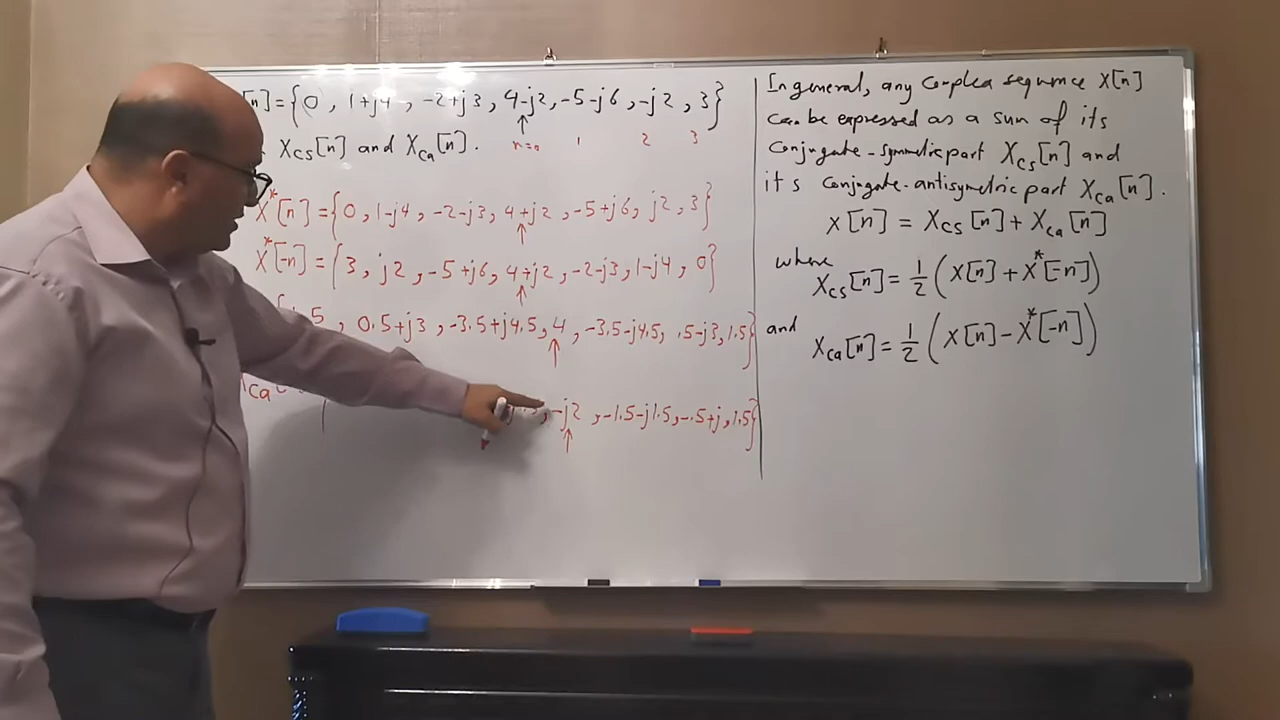 [n]={0, 1+j4, -2+j3, 4-j2, -5-j6, -j2, 3}
↑ n=0 1 2 3
Xcs[n] and Xca[n].
X*[n]={0, 1-j4, -2-j3, 4+j2, -5+j6, j2, 3}
↑
X*[-n]={3, j2, -5+j6, 4+j2, -2-j3, 1-j4, 0}
↑
.5, 0.5+j3, -3.5+j4.5, 4, -3.5-j4.5, .5-j3, 1.5}
↑
Xca
, -j2, -1.5-j1.5, -.5+j, 1.5}
↑
In general, any Complex sequence X[n]
can be expressed as a sum of its
Conjugate-symmetric part Xcs[n] and
it's Conjugate-antisymetric part Xca[n].
x[n] = Xcs[n] + Xca[n]
where
Xcs[n] = 1/2 (X[n] + X*[-n])
and
Xca[n] = 1/2 (X[n] - X*[-n])